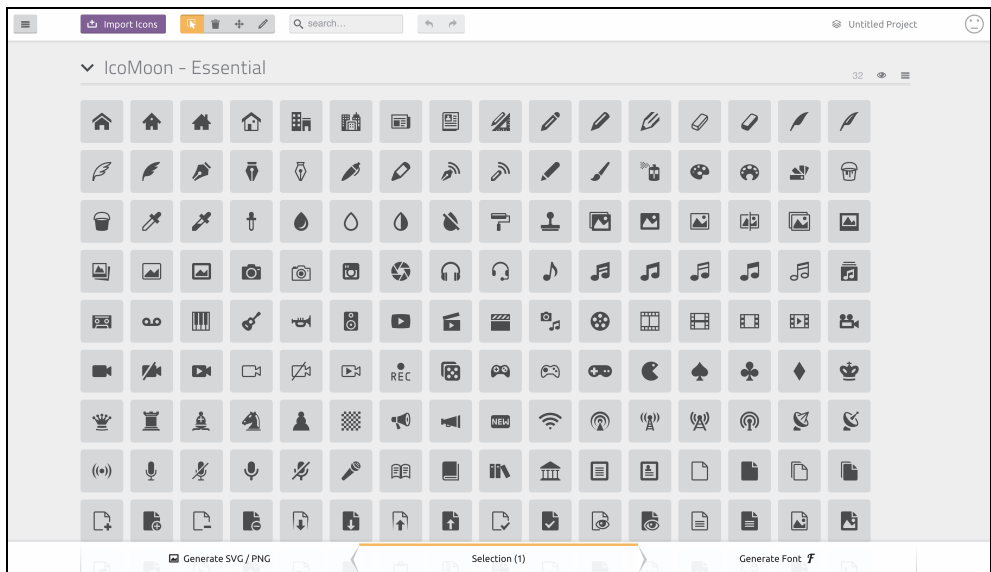 Import Icons
search...
Untitled Project
IcoMoon - Essential
32
REC
NEW
Generate SVG / PNG
Selection (1)
Generate Font